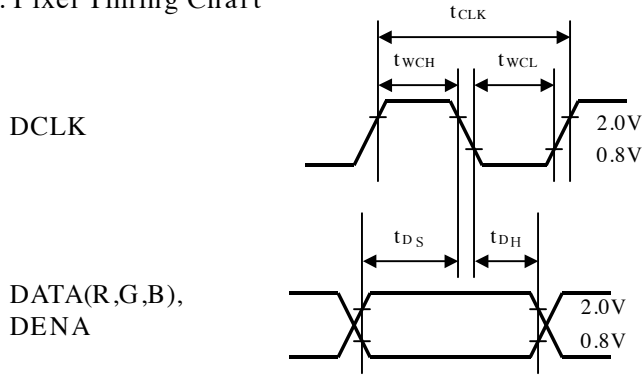 . Pixel Timing Chart
tCLK
tWCH
tWCL
DCLK
2.0V
0.8V
tDS
tDH
DATA(R,G,B),
DENA
2.0V
0.8V